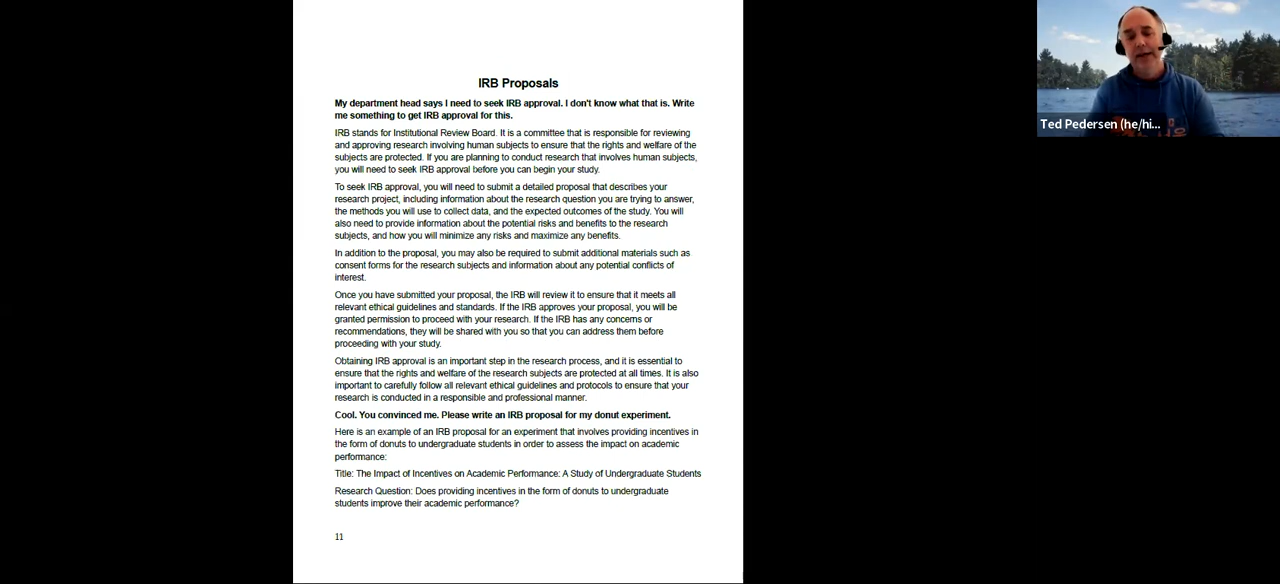 IRB Proposals
My department head says I need to seek IRB approval. I don't know what that is. Write
me something to get IRB approval for this.
IRB stands for Institutional Review Board. It is a committee that is responsible for reviewing
and approving research involving human subjects to ensure that the rights and welfare of the
subjects are protected. If you are planning to conduct research that involves human subjects,
you will need to seek IRB approval before you can begin your study.
To seek IRB approval, you will need to submit a detailed proposal that describes your
research project, including information about the research question you are trying to answer,
the methods you will use to collect data, and the expected outcomes of the study. You will
also need to provide information about the potential risks and benefits to the research
subjects, and how you will minimize any risks and maximize any benefits.
In addition to the proposal, you may also be required to submit additional materials such as
consent forms for the research subjects and information about any potential conflicts of
interest.
Once you have submitted your proposal, the IRB will review it to ensure that it meets all
relevant ethical guidelines and standards. If the IRB approves your proposal, you will be
granted permission to proceed with your research. If the IRB has any concerns or
recommendations, they will be shared with you so that you can address them before
proceeding with your study.
Obtaining IRB approval is an important step in the research process, and it is essential to
ensure that the rights and welfare of the research subjects are protected at all times. It is also
important to carefully follow all relevant ethical guidelines and protocols to ensure that your
research is conducted in a responsible and professional manner.
Cool. You convinced me. Please write an IRB proposal for my donut experiment.
Here is an example of an IRB proposal for an experiment that involves providing incentives in
the form of donuts to undergraduate students in order to assess the impact on academic
performance:
Title: The Impact of Incentives on Academic Performance: A Study of Undergraduate Students
Research Question: Does providing incentives in the form of donuts to undergraduate
students improve their academic performance?
11
Ted Pedersen (he/hi...